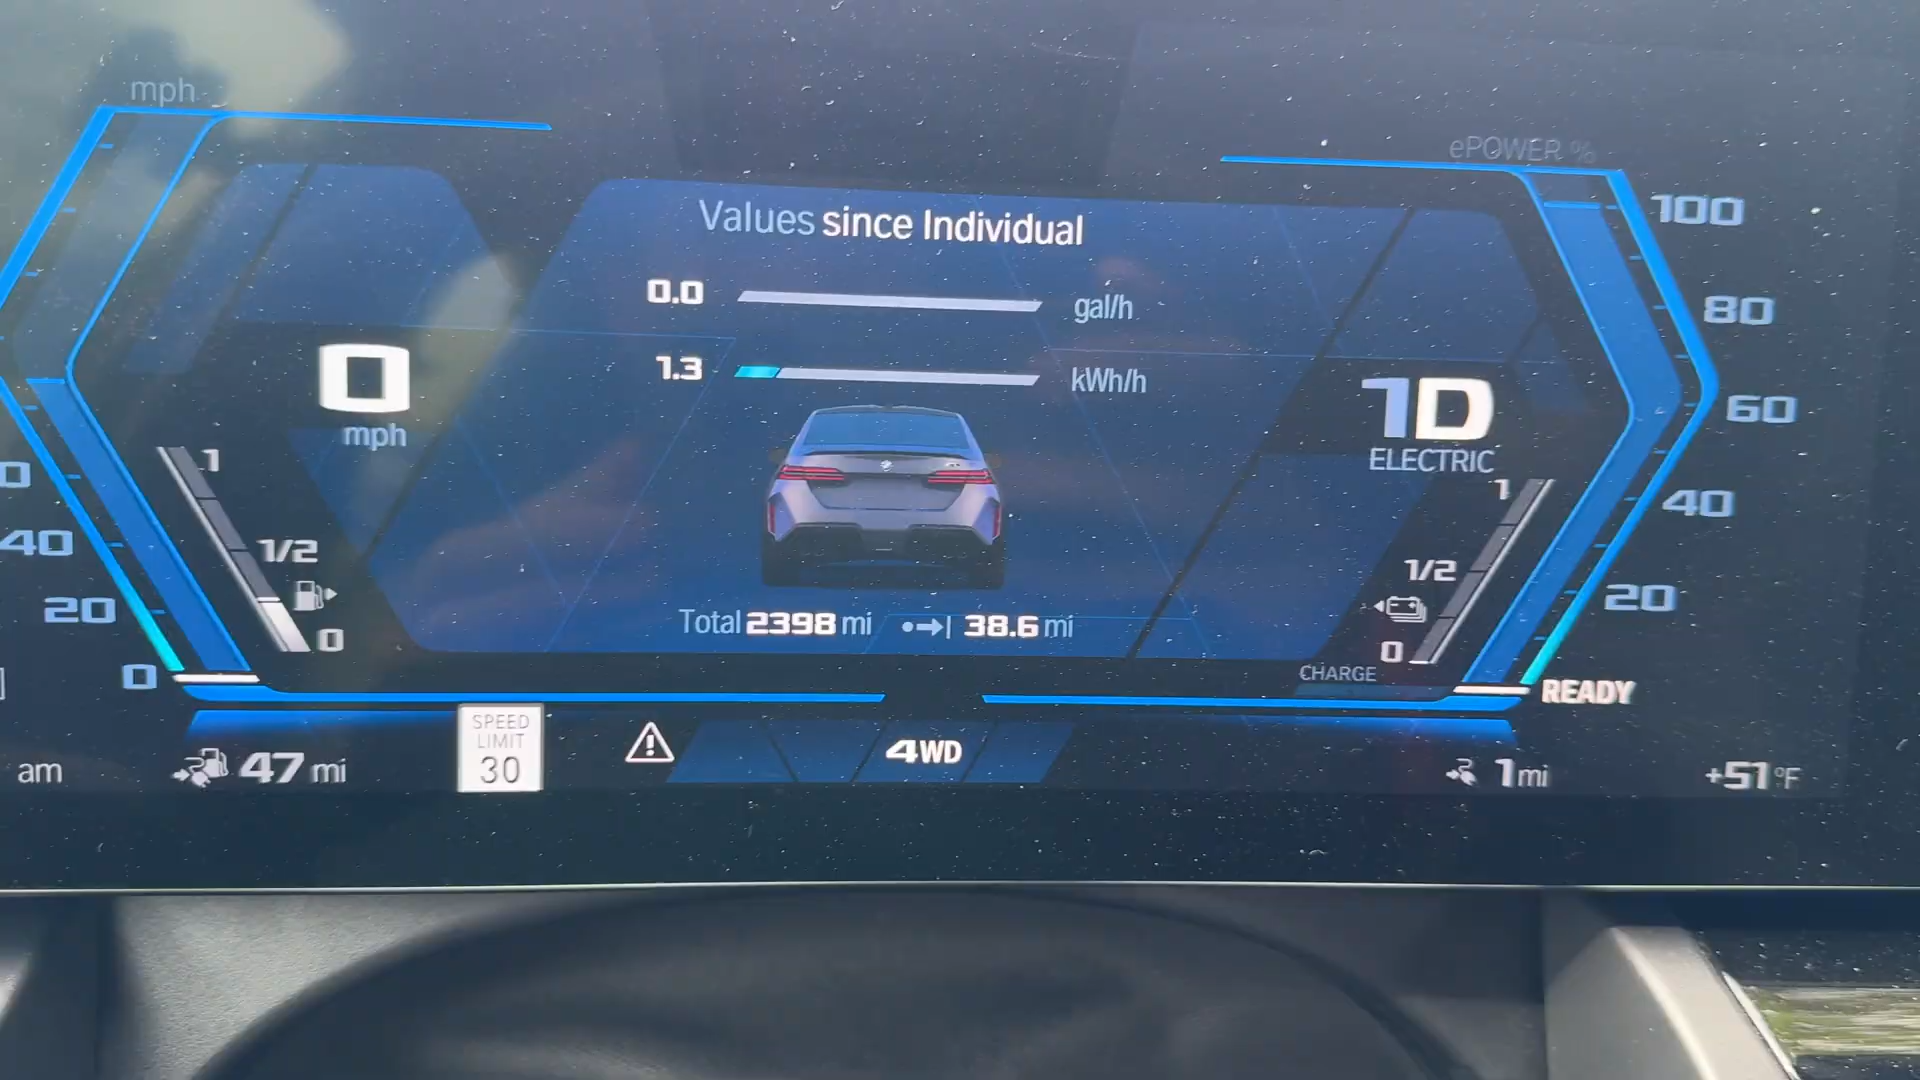 mph
ePOWER %
Values since Individual
0.0 gal/h
1.3 kWh/h
100
80
60
40
20
READY
0
mph
1D
ELECTRIC
1
1/2
0
1
1/2
0
40
20
0
Total 2398 mi 38.6 mi
CHARGE
am
47 mi
SPEED
LIMIT
30
4WD
1 mi
+51°F